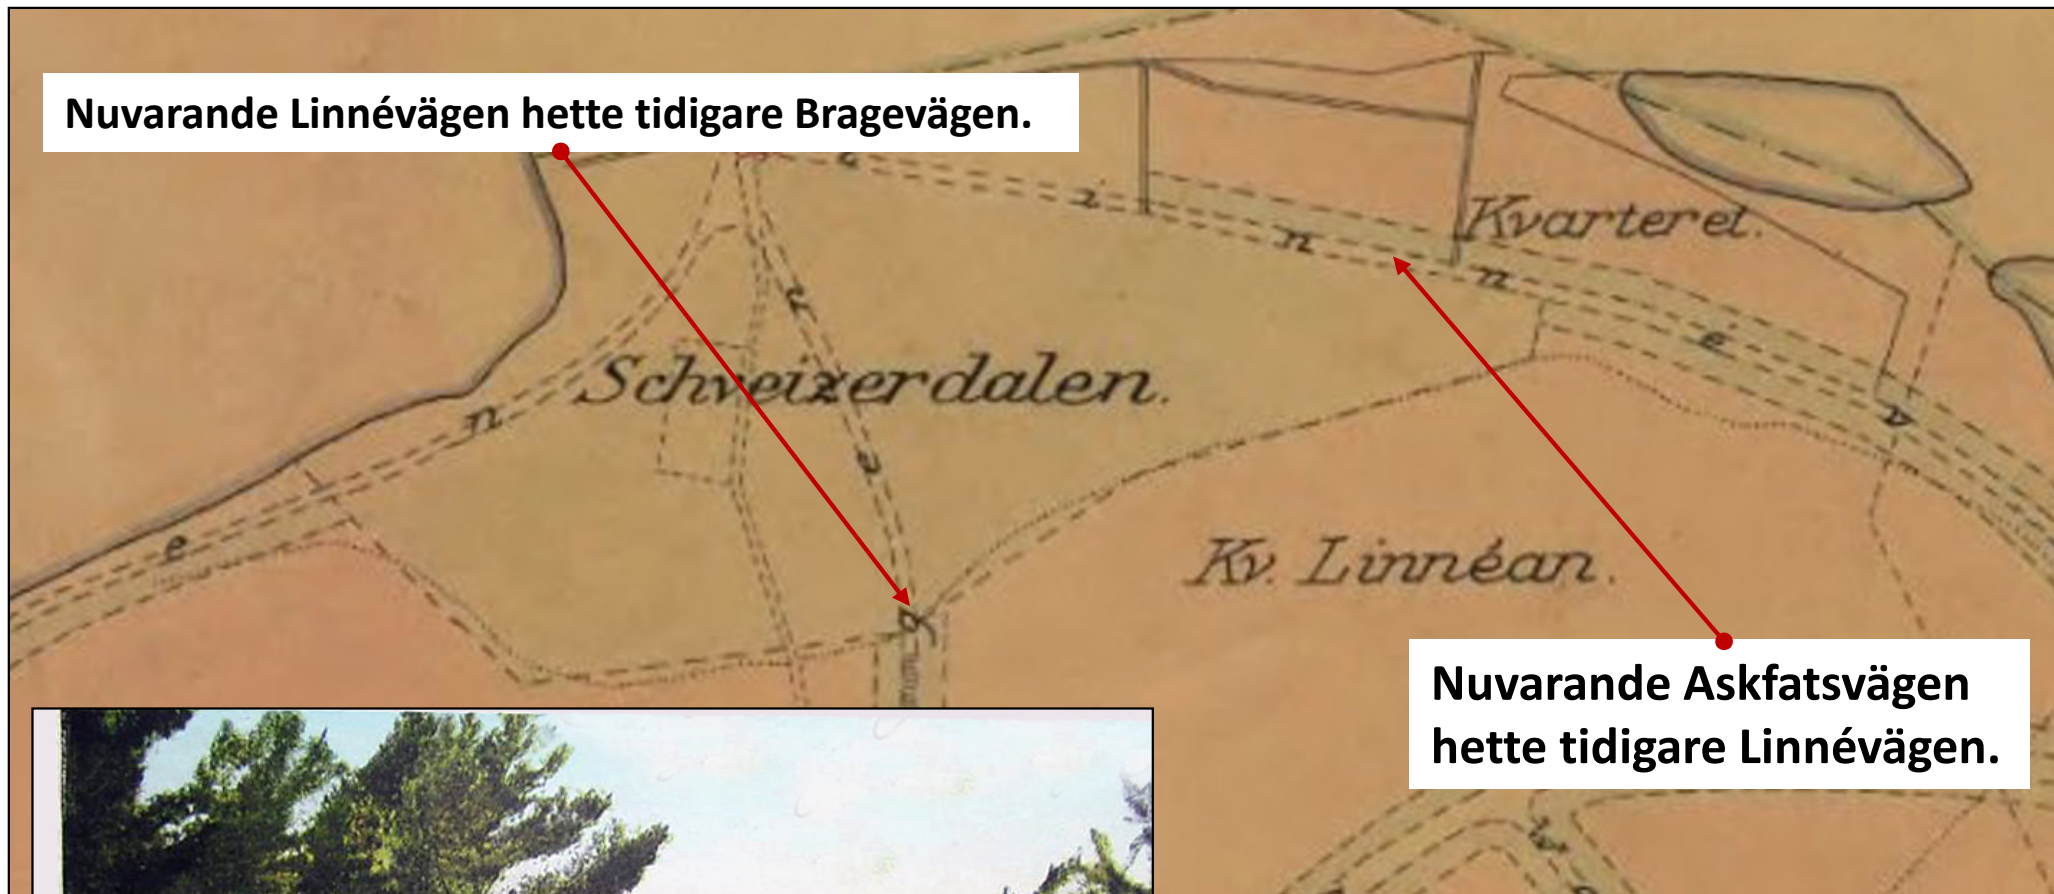 Nuvarande Linnévägen hette tidigare Bragevägen.
Kvarteret.
L i n n é v
Schweizerdalen.
e n
r a g
Kv. Linnéan.
Nuvarande Askfatsvägen
hette tidigare Linnévägen.